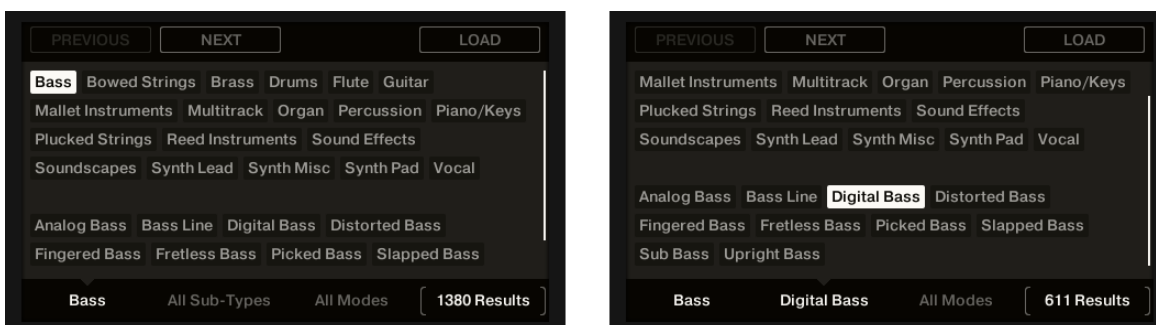 PREVIOUS NEXT LOAD
Bass Bowed Strings Brass Drums Flute Guitar
Mallet Instruments Multitrack Organ Percussion Piano/Keys
Plucked Strings Reed Instruments Sound Effects
Soundscapes Synth Lead Synth Misc Synth Pad Vocal
Analog Bass Bass Line Digital Bass Distorted Bass
Fingered Bass Fretless Bass Picked Bass Slapped Bass
Bass All Sub-Types All Modes 1380 Results
PREVIOUS NEXT LOAD
Mallet Instruments Multitrack Organ Percussion Piano/Keys
Plucked Strings Reed Instruments Sound Effects
Soundscapes Synth Lead Synth Misc Synth Pad Vocal
Analog Bass Bass Line Digital Bass Distorted Bass
Fingered Bass Fretless Bass Picked Bass Slapped Bass
Sub Bass Upright Bass
Bass Digital Bass All Modes 611 Results